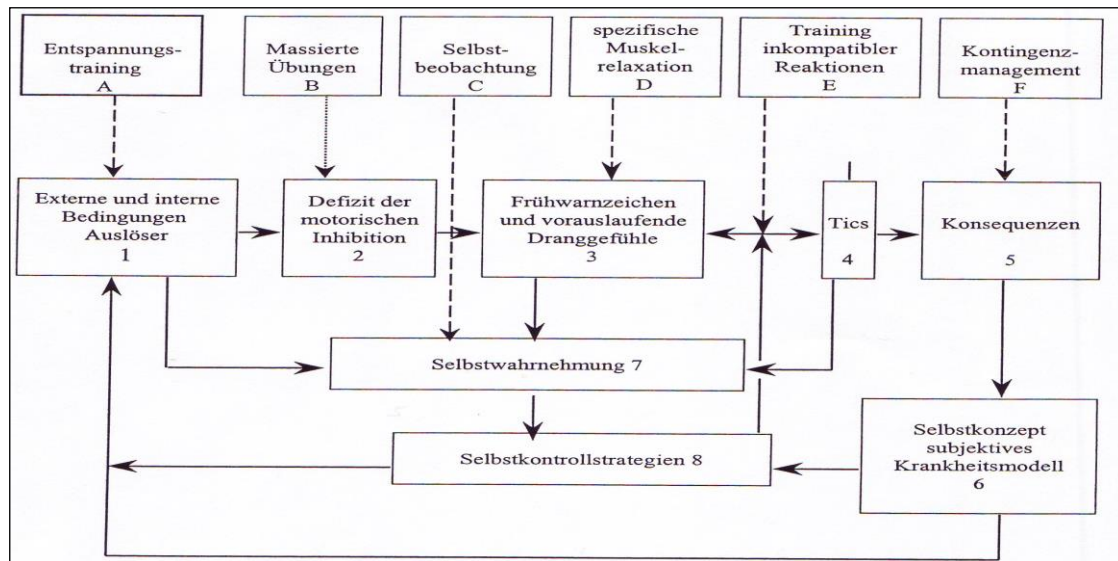 Entspannungs-
training
A
Massierte
Übungen
B
Selbst-
beobachtung
C
spezifische
Muskel-
relaxation
D
Training
inkompatibler
Reaktionen
E
Kontingenz-
management
F
Externe und interne
Bedingungen
Auslöser
1
Defizit der
motorischen
Inhibition
2
Frühwarnzeichen
und vorauslaufende
Dranggefühle
3
Tics
4
Konsequenzen
5
Selbstwahrnehmung 7
Selbstkontrollstrategien 8
Selbstkonzept
subjektives
Krankheitsmodell
6